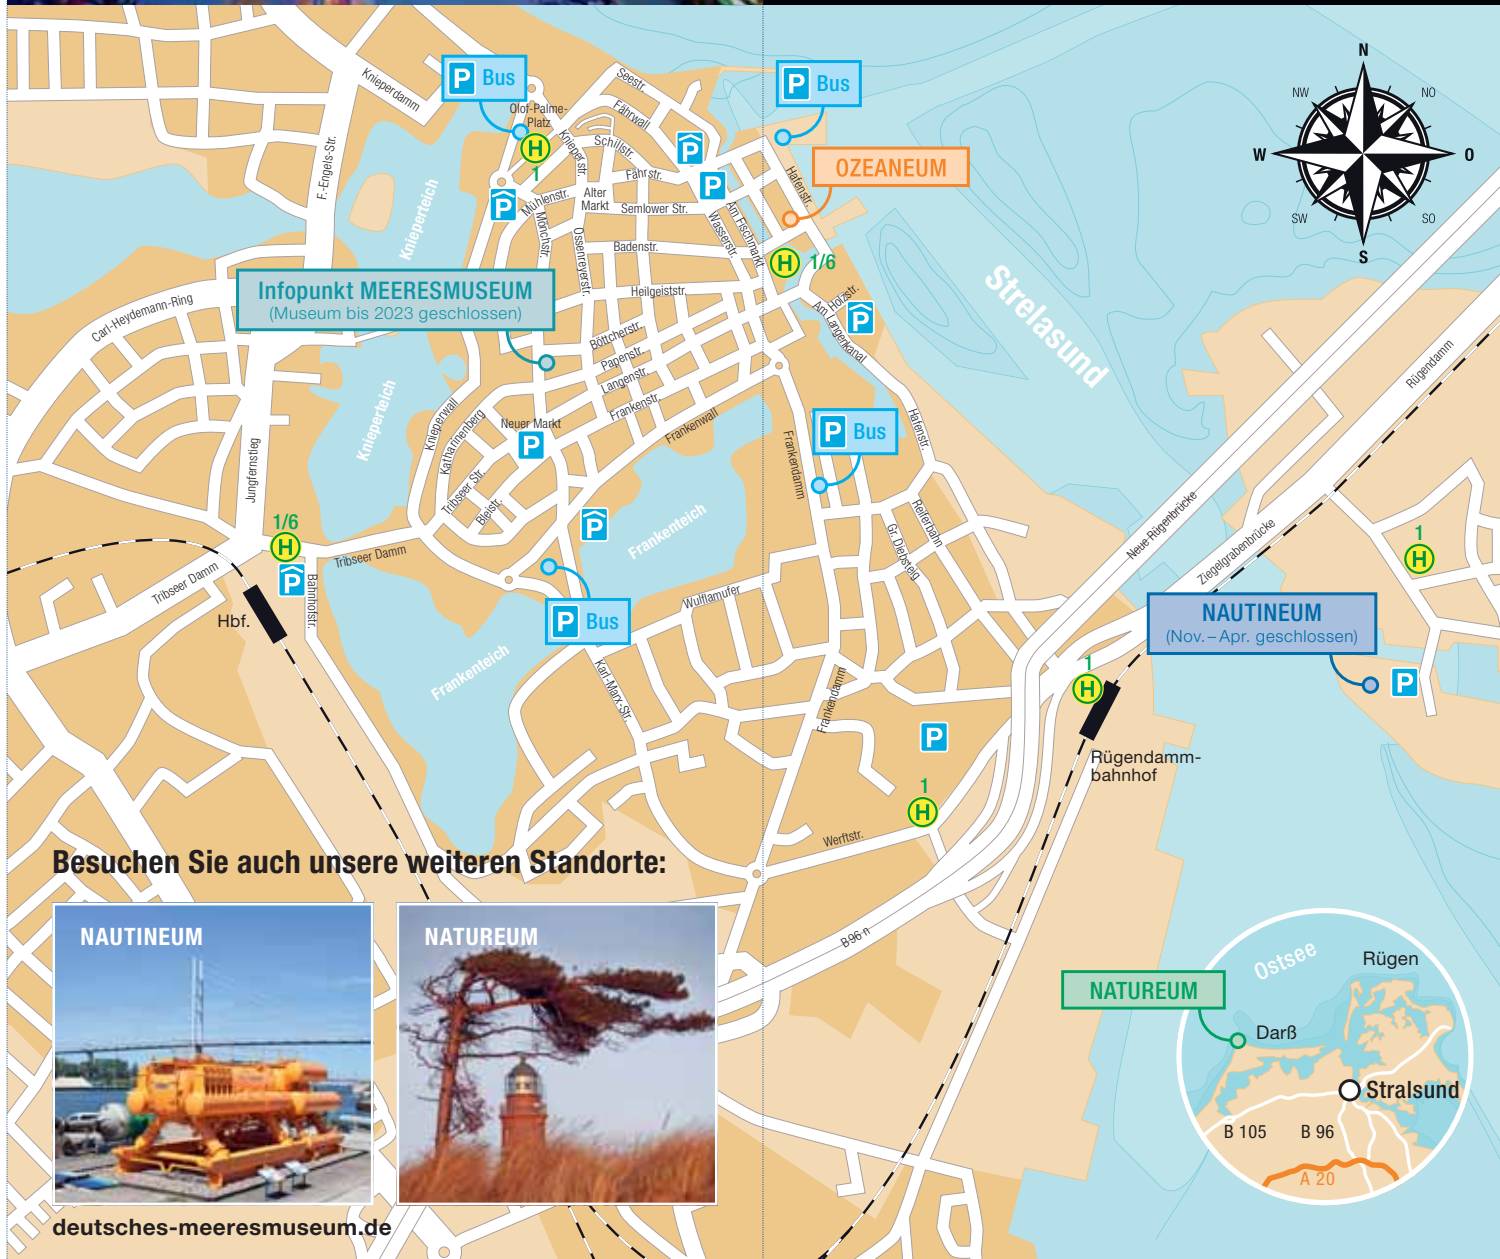 N
NW
NO
W
O
SW
SO
S
P Bus
P Bus
Knieperdamm
Olof-Palme-
Platz
H
1
Seestr.
Fährwall
Schillstr.
Knieperstr.
Fährstr.
P
P
P
Mühlenstr.
Alter
Markt
Semlower Str.
Mönchstr.
Ossenreyerstr.
Badenstr.
Heilgeiststr.
Wasserstr.
Am Fischmarkt
Hafenstr.
OZEANEUM
H 1/6
F.-Engels-Str.
Knieperteich
Infopunkt MEERESMUSEUM
(Museum bis 2023 geschlossen)
Carl-Heydemann-Ring
Böttcherstr.
Papenstr.
Langenstr.
Frankenstr.
Frankenwall
Am Langenkanal
Holzstr.
P
Strelasund
Knieperteich
Knieperwall
Katharinenberg
Neuer Markt
P
Tribseer Str.
Bleistr.
Jungfernstieg
P Bus
Frankendamm
Hafenstr.
Reiferbahn
Gr. Diebsteig
Rügendamm
Neue Rügenbrücke
Ziegelgrabenbrücke
1
H
1/6
H
P
P
Frankenteich
Tribseer Damm
Tribseer Damm
Bahnhofstr.
Hbf.
P Bus
Wulflamufer
Frankenteich
Karl-Marx-Str.
Frankendamm
NAUTINEUM
(Nov. – Apr. geschlossen)
P
1
H
Rügendamm-
bahnhof
P
1
H
Werftstr.
B96 n
Besuchen Sie auch unsere weiteren Standorte:
NAUTINEUM
NATUREUM
deutsches-meeresmuseum.de
Ostsee
Rügen
NATUREUM
Darß
Stralsund
B 105
B 96
A 20